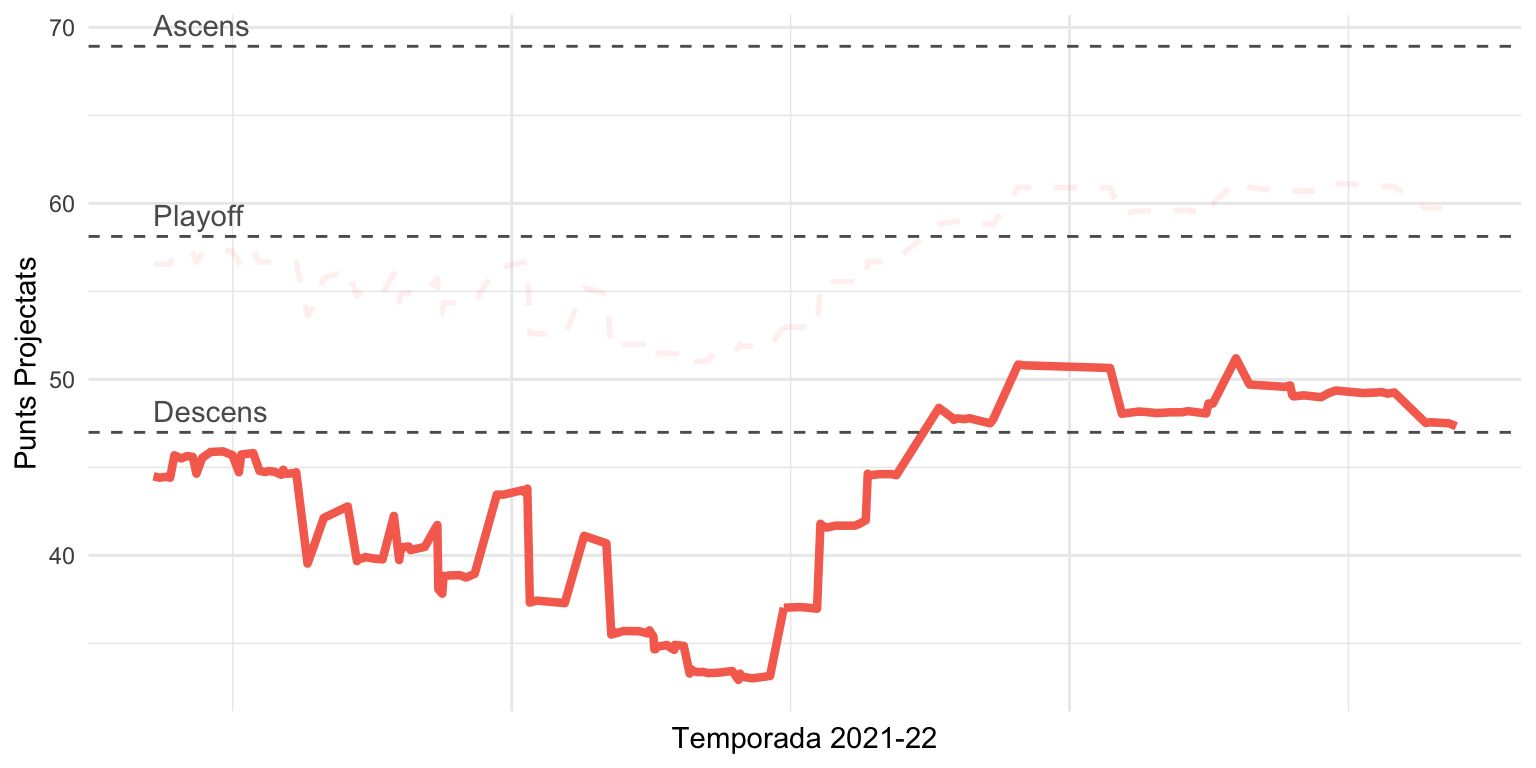 70
Ascens
60
Playoff
50
Descens
40
Punts Projectats
Temporada 2021-22